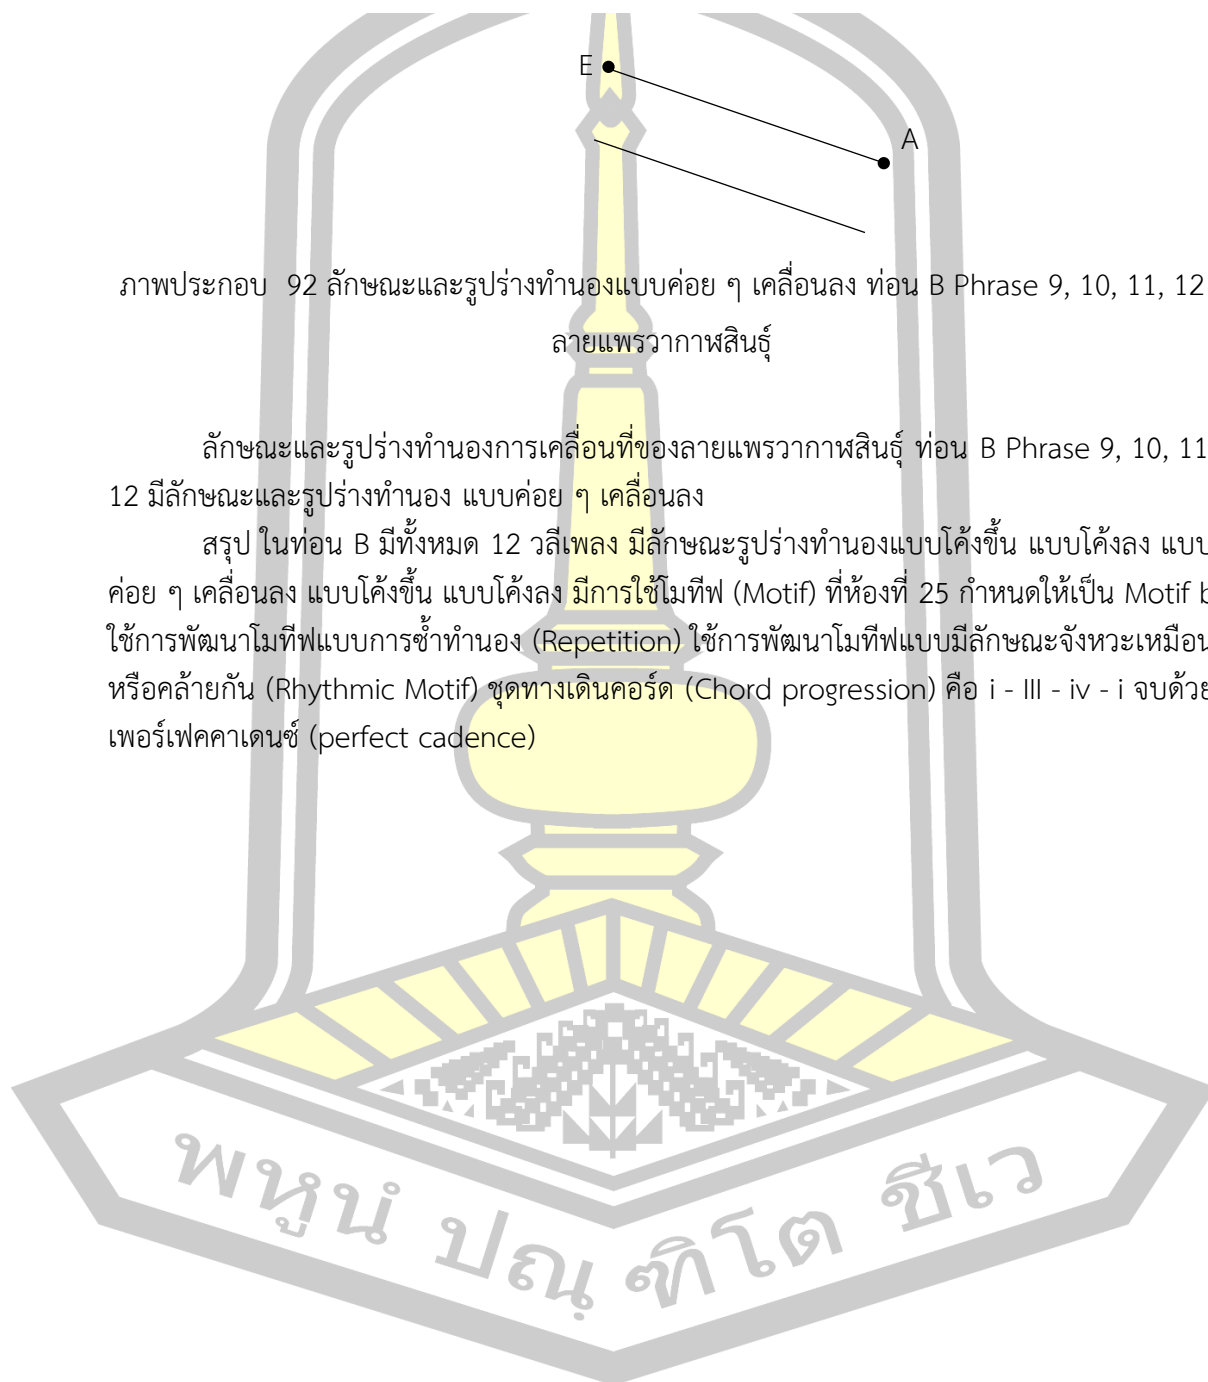 E
A
ภาพประกอบ 92 ลักษณะและรูปร่างทำนองแบบค่อย ๆ เคลื่อนลง ท่อน B Phrase 9, 10, 11, 12
ลายแพรวากาฬสินธุ์
ลักษณะและรูปร่างทำนองการเคลื่อนที่ของลายแพรวากาฬสินธุ์ ท่อน B Phrase 9, 10, 11
12 มีลักษณะและรูปร่างทำนอง แบบค่อย ๆ เคลื่อนลง
สรุป ในท่อน B มีทั้งหมด 12 วลีเพลง มีลักษณะรูปร่างทำนองแบบโค้งขึ้น แบบโค้งลง แบบ
ค่อย ๆ เคลื่อนลง แบบโค้งขึ้น แบบโค้งลง มีการใช้โมทีฟ (Motif) ที่ห้องที่ 25 กำหนดให้เป็น Motif b
ใช้การพัฒนาโมทีฟแบบการซ้ำทำนอง (Repetition) ใช้การพัฒนาโมทีฟแบบมีลักษณะจังหวะเหมือน
หรือคล้ายกัน (Rhythmic Motif) ชุดทางเดินคอร์ด (Chord progression) คือ i - III - iv - i จบด้วย
เพอร์เฟคคาเดนซ์ (perfect cadence)
พหูนํ ปณฺฑิโต ชีเว